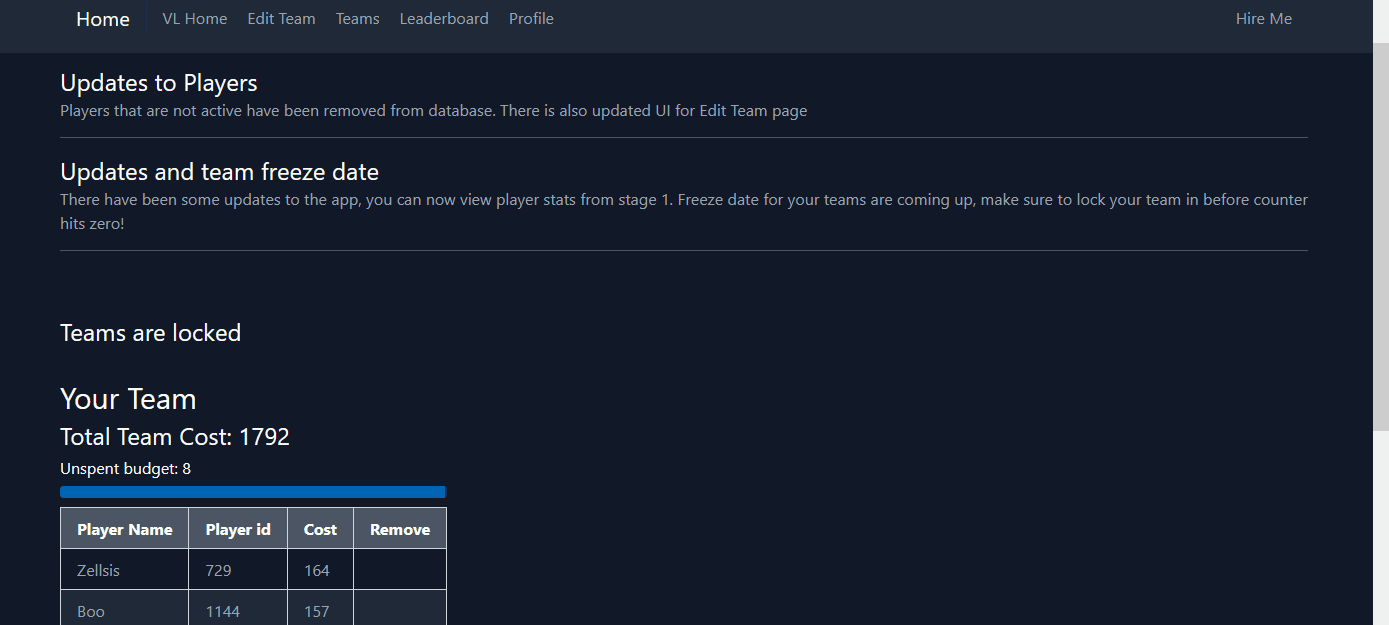 Home VL Home Edit Team Teams Leaderboard Profile Hire Me
Updates to Players
Players that are not active have been removed from database. There is also updated UI for Edit Team page
Updates and team freeze date
There have been some updates to the app, you can now view player stats from stage 1. Freeze date for your teams are coming up, make sure to lock your team in before counter
hits zero!
Teams are locked
Your Team
Total Team Cost: 1792
Unspent budget: 8
Player Name Player id Cost Remove
Zellsis 729 164
Boo 1144 157